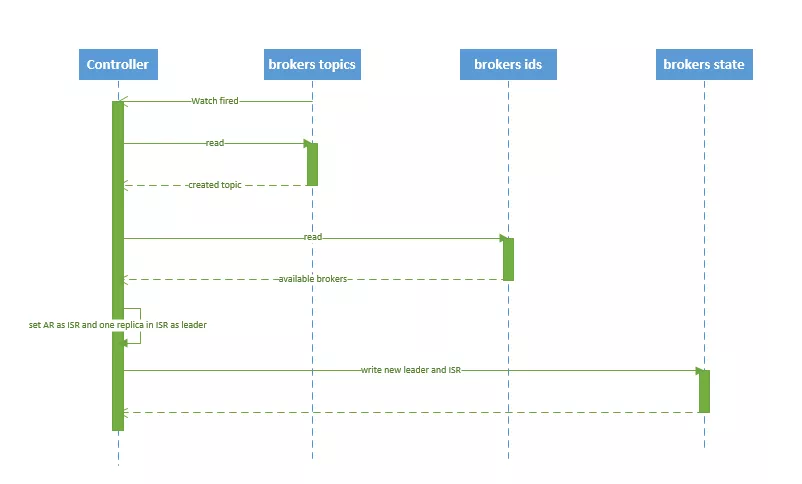 Controller
brokers topics
brokers ids
brokers state
Watch fired
read
created topic
read
available brokers
set AR as ISR and one replica in ISR as leader
write new leader and ISR